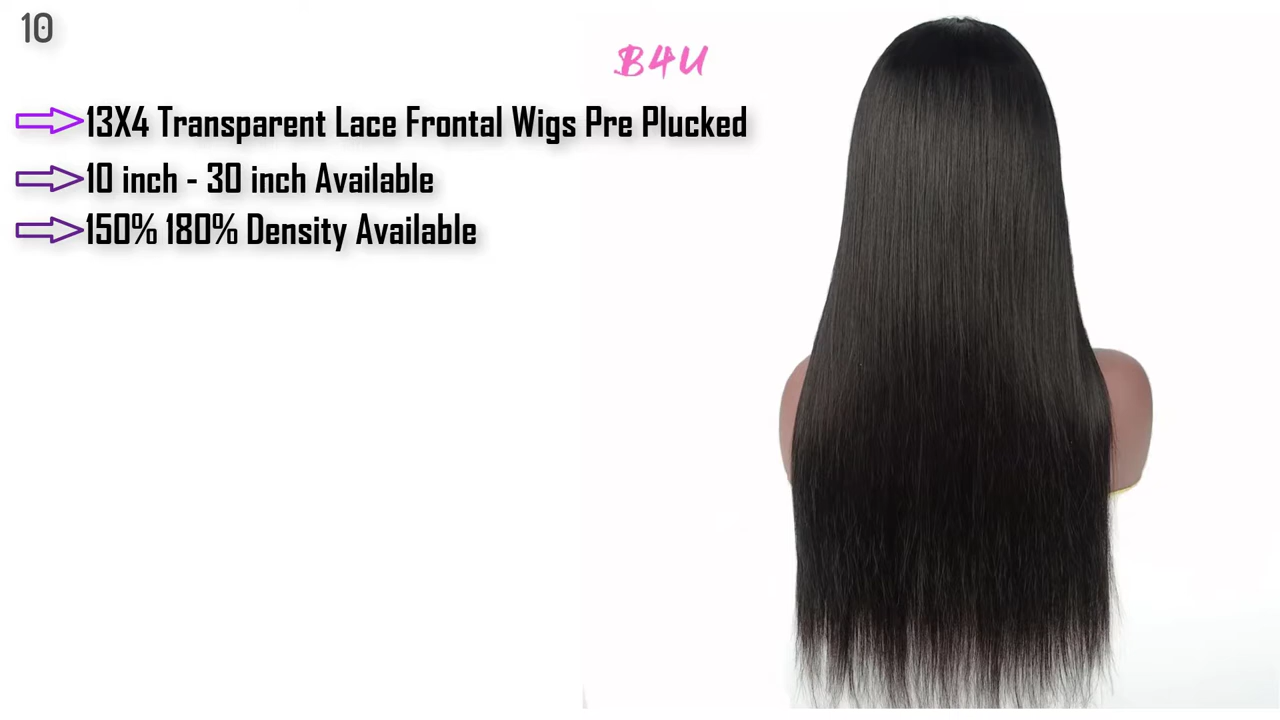 10
B4U
13X4 Transparent Lace Frontal Wigs Pre Plucked
10 inch - 30 inch Available
150% 180% Density Available